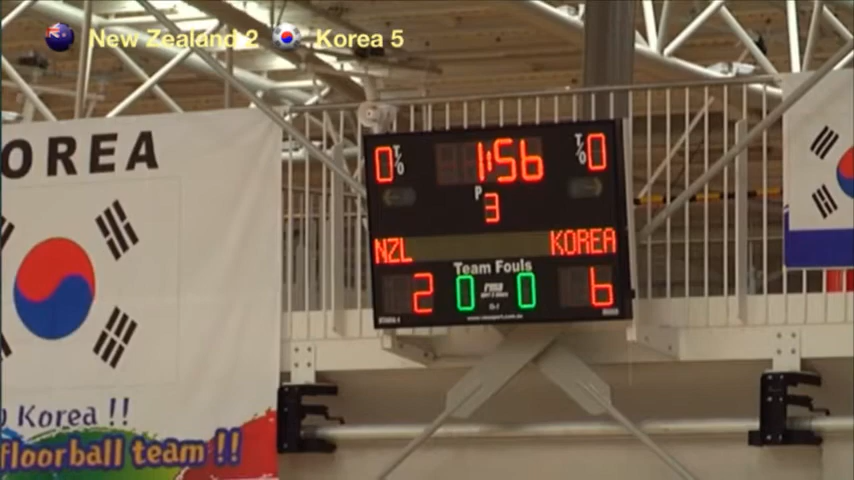 New Zealand 2 Korea 5
OREA
0 T/O 1:56 T/O 0
P
3
NZL KOREA
Team Fouls
2 0 0 6
Korea !!
floorball team !!